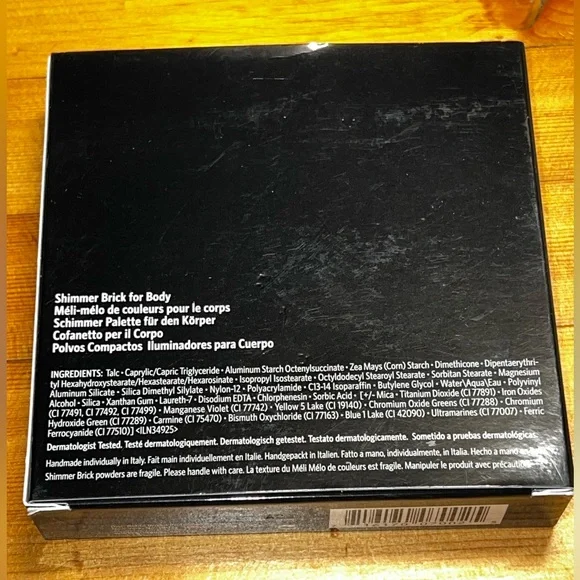 Shimmer Brick for Body
Méli-mélo de couleurs pour le corps
Schimmer Palette für den Körper
Cofanetto per il Corpo
Polvos Compactos Iluminadores para Cuerpo
INGREDIENTS: Talc • Caprylic/Capric Triglyceride • Aluminum Starch Octenylsuccinate • Zea Mays (Corn) Starch • Dimethicone • Dipentaerythri-
tyl Hexahydroxystearate/Hexastearate/Hexarosinate • Isopropyl Isostearate • Octyldodecyl Stearoyl Stearate • Sorbitan Stearate • Magnesium
Aluminum Silicate • Silica Dimethyl Silylate • Nylon-12 • Polyacrylamide • C13-14 Isoparaffin • Butylene Glycol • Water\Aqua\Eau • Polyvinyl
Alcohol • Silica • Xanthan Gum • Laureth-7 • Disodium EDTA • Chlorphenesin • Sorbic Acid • [+/- Mica • Titanium Dioxide (CI 77891) • Iron Oxides
(CI 77491, CI 77492, CI 77499) • Manganese Violet (CI 77742) • Yellow 5 Lake (CI 19140) • Chromium Oxide Greens (CI 77288) • Chromium
Hydroxide Green (CI 77289) • Carmine (CI 75470) • Bismuth Oxychloride (CI 77163) • Blue 1 Lake (CI 42090) • Ultramarines (CI 77007) • Ferric
Ferrocyanide (CI 77510)] <ILN34925>
Dermatologist Tested. Testé dermatologiquement. Dermatologisch getestet. Testato dermatologicamente. Sometido a pruebas dermatológicas.
Handmade individually in Italy. Fait main individuellement en Italie. Handgepackt in Italien. Fatto a mano, individualmente, in Italia. Hecho a mano en
Shimmer Brick powders are fragile. Please handle with care. La texture du Méli Mélo de couleurs est fragile. Manipuler le produit avec précaution.